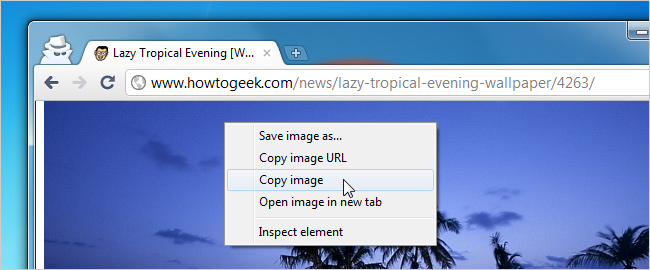 Lazy Tropical Evening [W...
www.howtogeek.com/news/lazy-tropical-evening-wallpaper/4263/
Save image as...
Copy image URL
Copy image
Open image in new tab
Inspect element